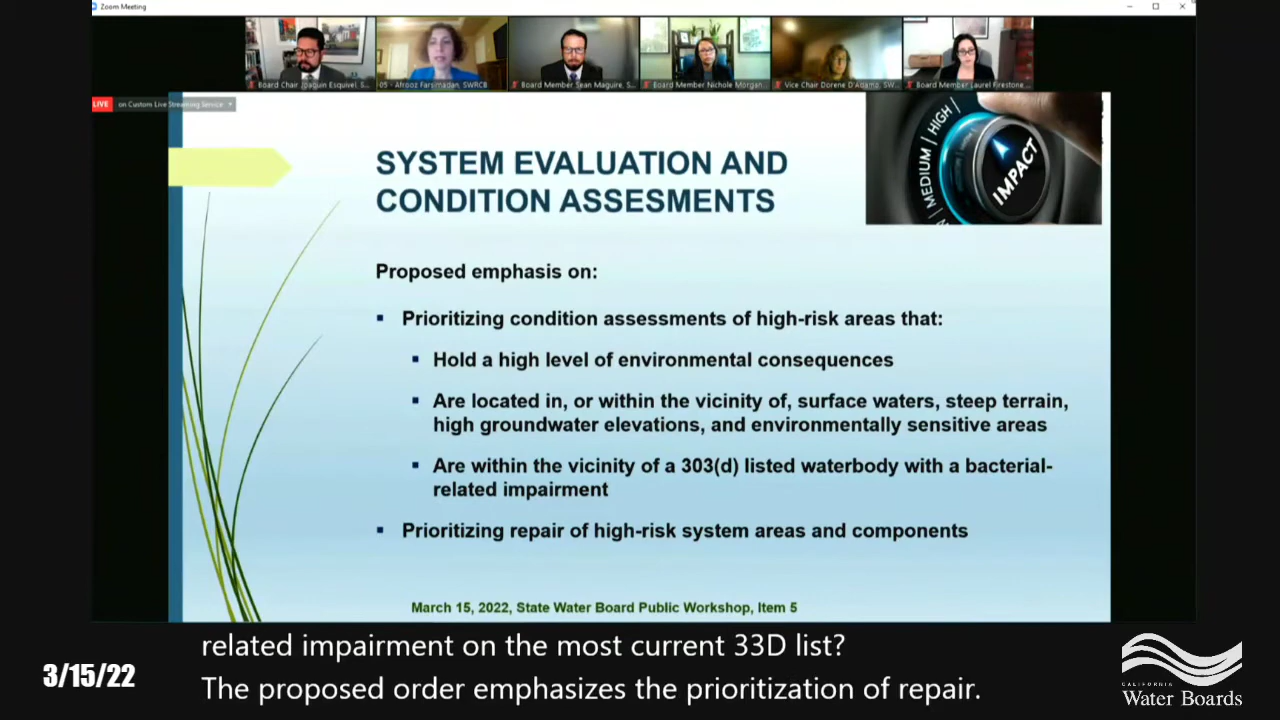 Zoom Meeting
Board Chair Joaquin Esquivel, S...
05 - Afrooz Farsimadan, SWRCB
Board Member Sean Maguire, S...
Board Member Nichole Morgan...
Vice Chair Dorene D'Adamo, SW...
Board Member Laurel Firestone...
LIVE on Custom Live Streaming Service
SYSTEM EVALUATION AND
CONDITION ASSESMENTS
MEDIUM | HIGH |
IMPACT
Proposed emphasis on:
Prioritizing condition assessments of high-risk areas that:
Hold a high level of environmental consequences
Are located in, or within the vicinity of, surface waters, steep terrain,
high groundwater elevations, and environmentally sensitive areas
Are within the vicinity of a 303(d) listed waterbody with a bacterial-
related impairment
Prioritizing repair of high-risk system areas and components
March 15, 2022, State Water Board Public Workshop, Item 5
related impairment on the most current 33D list?
The proposed order emphasizes the prioritization of repair.
3/15/22
CALIFORNIA
Water Boards